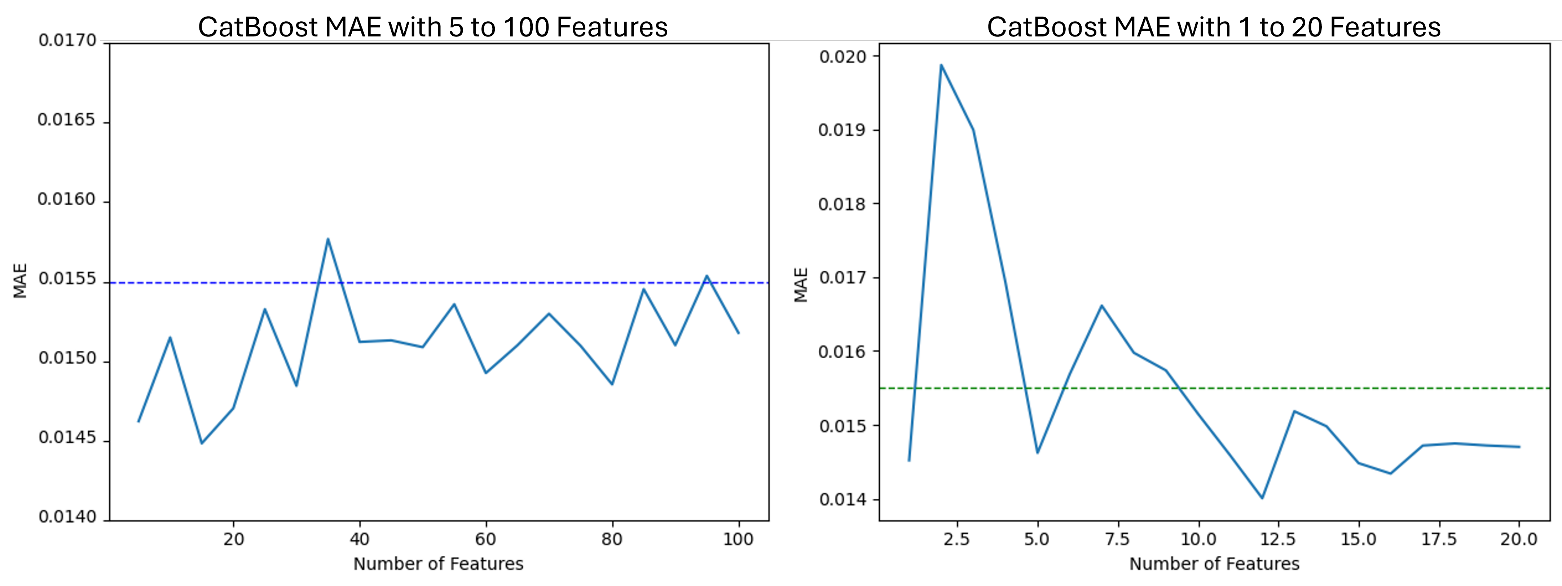 CatBoost MAE with 5 to 100 Features
0.0170
0.0165
0.0160
0.0155
0.0150
0.0145
0.0140
MAE
20 40 60 80 100
Number of Features
CatBoost MAE with 1 to 20 Features
0.020
0.019
0.018
0.017
0.016
0.015
0.014
MAE
2.5 5.0 7.5 10.0 12.5 15.0 17.5 20.0
Number of Features